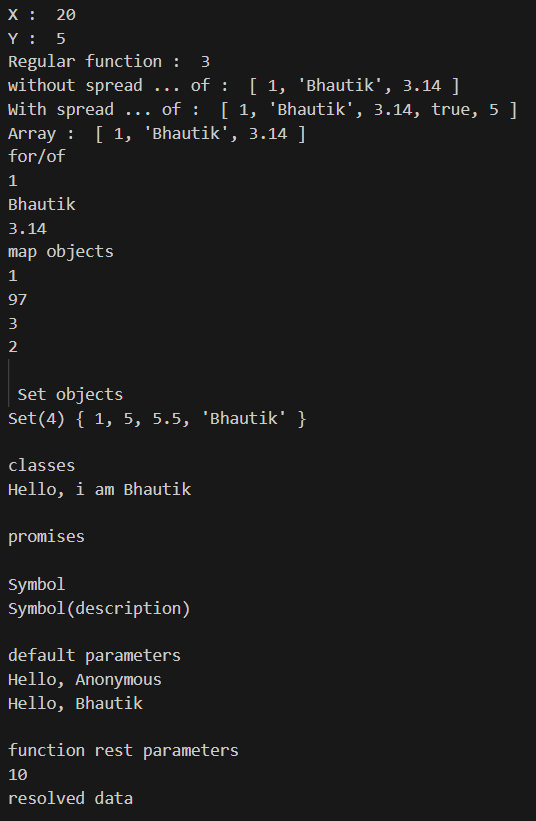 X :  20
Y :  5
Regular function :  3
without spread ... of :  [ 1, 'Bhautik', 3.14 ]
With spread ... of :  [ 1, 'Bhautik', 3.14, true, 5 ]
Array :  [ 1, 'Bhautik', 3.14 ]
for/of
1
Bhautik
3.14
map objects
1
97
3
2
Set objects
Set(4) { 1, 5, 5.5, 'Bhautik' }
classes
Hello, i am Bhautik
promises
Symbol
Symbol(description)
default parameters
Hello, Anonymous
Hello, Bhautik
function rest parameters
10
resolved data